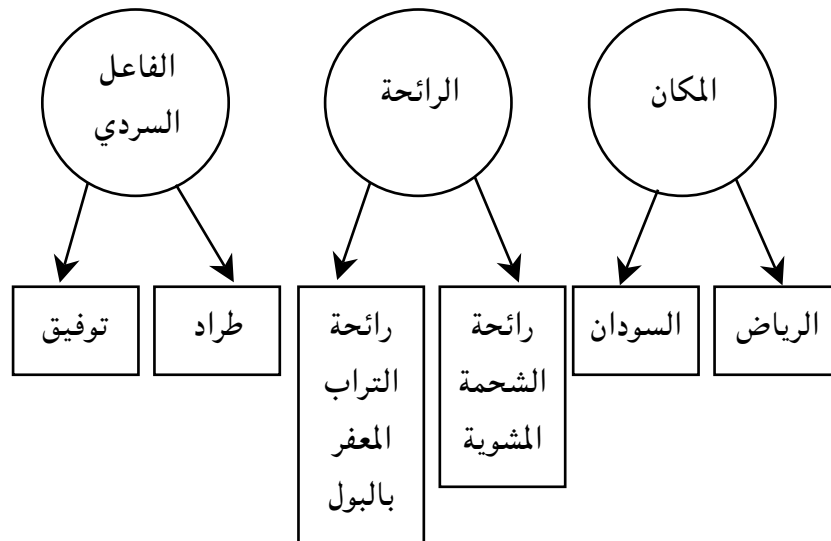 المكان
الرائحة
الفاعل
السردي
الرياض
السودان
رائحة
الشحمة
المشوية
رائحة
التراب
المعفر
بالبول
طراد
توفيق